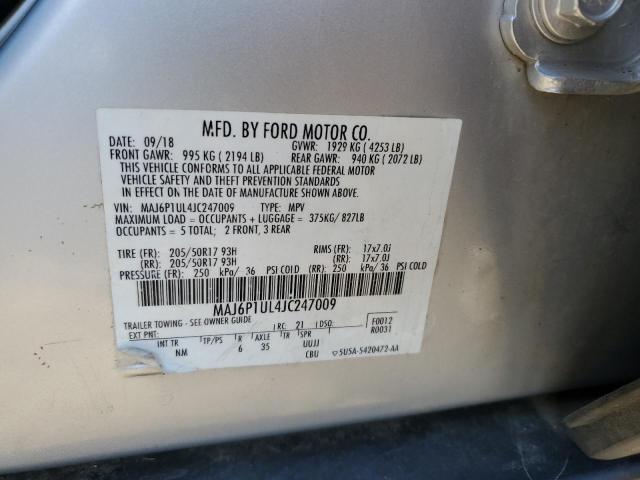 MFD. BY FORD MOTOR CO.
DATE: 09/18 GVWR: 1929 KG ( 4253 LB)
FRONT GAWR: 995 KG ( 2194 LB) REAR GAWR: 940 KG ( 2072 LB)
THIS VEHICLE CONFORMS TO ALL APPLICABLE FEDERAL MOTOR
VEHICLE SAFETY AND THEFT PREVENTION STANDARDS
IN EFFECT ON THE DATE OF MANUFACTURE SHOWN ABOVE.
VIN: MAJ6P1UL4JC247009 TYPE: MPV
MAXIMUM LOAD = OCCUPANTS + LUGGAGE = 375KG/ 827LB
OCCUPANTS = 5 TOTAL; 2 FRONT, 3 REAR
TIRE (FR): 205/50R17 93H RIMS (FR): 17x7.0J
(RR): 205/50R17 93H (RR): 17x7.0J
PRESSURE (FR): 250 kPa/ 36 PSI COLD (RR): 250 kPa/ 36 PSI COLD
MAJ6P1UL4JC247009
TRAILER TOWING - SEE OWNER GUIDE
EXT PNT: RC: 21 DSO: F0012
R0031
INT TR TP/PS R AXLE TR SPR UUJJ
NM 6 35 CBU 5USA-5420472-AA